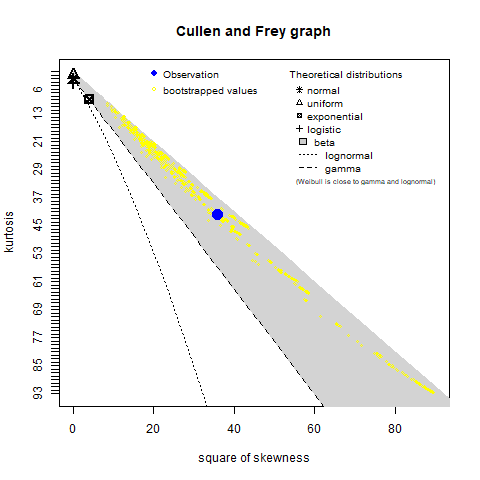 Cullen and Frey graph
Observation
bootstrapped values
Theoretical distributions
normal
uniform
exponential
logistic
beta
lognormal
gamma
(Weibull is close to gamma and lognormal)
kurtosis
6
13
21
29
37
45
53
61
69
77
85
93
0
20
40
60
80
square of skewness